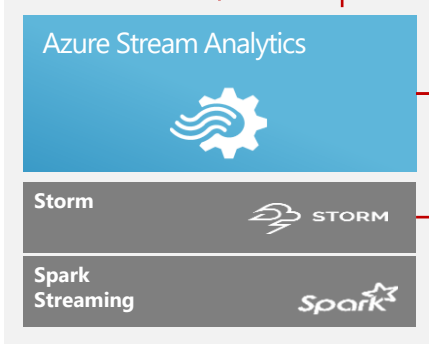 Azure Stream Analytics
Storm
STORM
Spark
Streaming
Spark